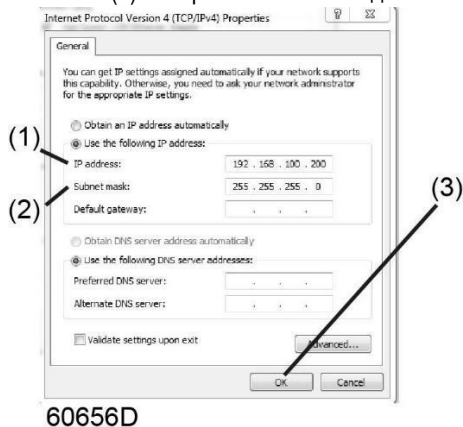 Internet Protocol Version 4 (TCP/IPv4) Properties
General
You can get IP settings assigned automatically if your network supports
this capability. Otherwise, you need to ask your network administrator
for the appropriate IP settings.
Obtain an IP address automatically
Use the following IP address:
(1)
IP address: 192 . 168 . 100 . 200
(2)
Subnet mask: 255 . 255 . 255 . 0
(3)
Default gateway: . . .
Obtain DNS server address automatically
Use the following DNS server addresses:
Preferred DNS server: . . .
Alternate DNS server: . . .
Validate settings upon exit
Advanced...
OK Cancel
60656D